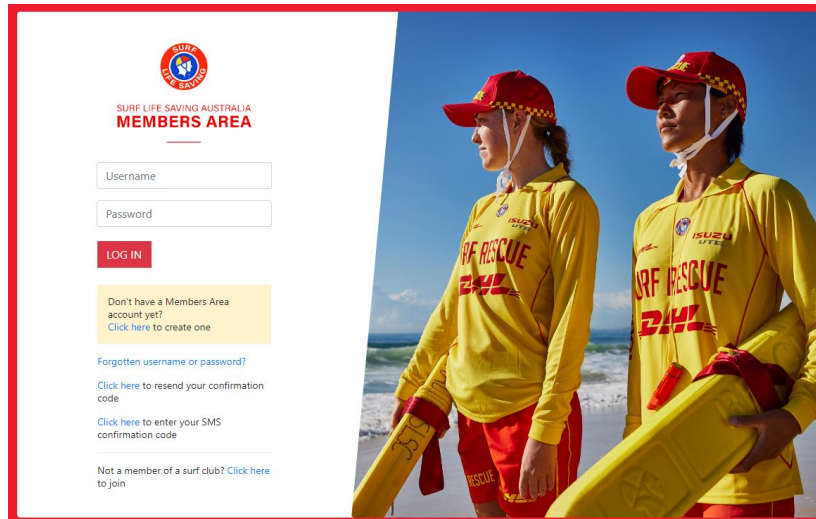 SURF
LIFE SAVING
SURF LIFE SAVING AUSTRALIA
MEMBERS AREA
Username
Password
LOG IN
Don't have a Members Area
account yet?
Click here to create one
Forgotten username or password?
Click here to resend your confirmation
code
Click here to enter your SMS
confirmation code
Not a member of a surf club? Click here
to join
ISUZU
RF RESCUE
DHL
SLSC
RESCUE
ISUZU
UTE
URF RESCUE
DHL